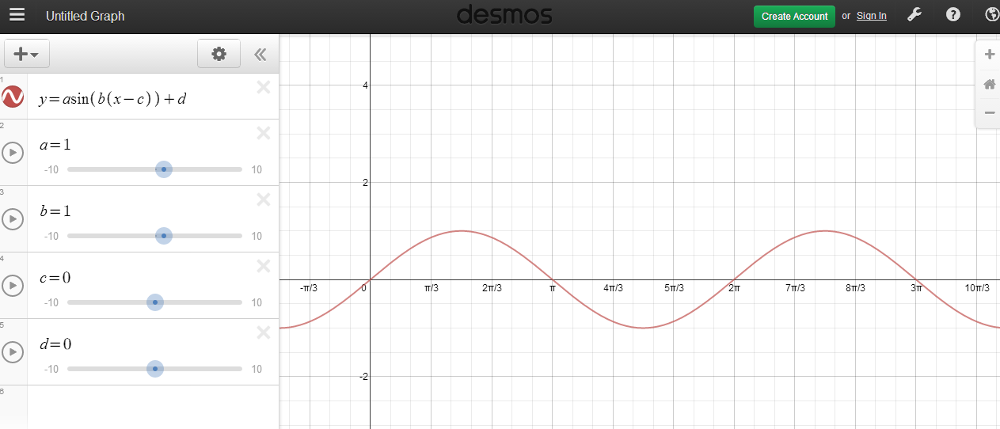 Untitled Graph
desmos
Create Account or Sign In
1
y=asin(b(x−c))+d
2
a=1
-10 10
3
b=1
-10 10
4
c=0
-10 10
5
d=0
-10 10
6
4
2
-π/3 0 π/3 2π/3 π 4π/3 5π/3 2π 7π/3 8π/3 3π 10π/3
-2